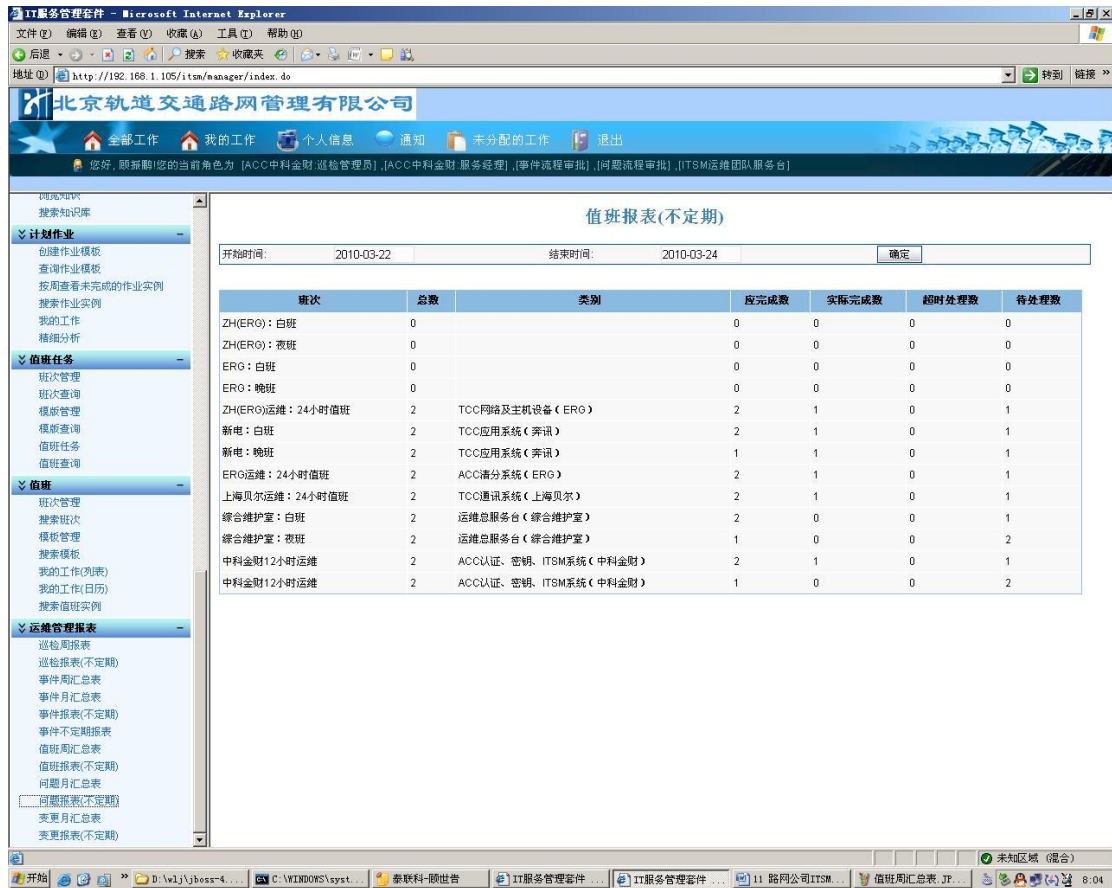 IT服务管理套件 - Microsoft Internet Explorer
文件(F) 编辑(E) 查看(V) 收藏(A) 工具(T) 帮助(H)
后退 搜索 收藏夹
地址(D) http://192.168.1.105/itsm/manager/index.do 转到 链接 »
北京轨道交通路网管理有限公司
全部工作 我的工作 个人信息 通知 未分配的工作 退出
您好,顾振鹏!您的当前角色为 [ACC中科金财:巡检管理员] ,[ACC中科金财:服务经理] ,[事件流程审批] ,[问题流程审批] ,[ITSM运维团队服务台]
浏览知识
搜索知识库
计划作业
创建作业模板
查询作业模板
按周查看未完成的作业实例
搜索作业实例
我的工作
精细分析
值班任务
班次管理
班次查询
模版管理
模版查询
值班任务
值班查询
值班
班次管理
搜索班次
模板管理
搜索模板
我的工作(列表)
我的工作(日历)
搜索值班实例
运维管理报表
巡检周报表
巡检报表(不定期)
事件周汇总表
事件月汇总表
事件报表(不定期)
事件不定期报表
值班周汇总表
值班报表(不定期)
问题月汇总表
问题报表(不定期)
变更月汇总表
变更报表(不定期)
值班报表(不定期)
开始时间: 2010-03-22 结束时间: 2010-03-24 确定
班次 总数 类别 应完成数 实际完成数 超时处理数 待处理数
ZH(ERG):白班 0 0 0 0 0
ZH(ERG):夜班 0 0 0 0 0
ERG:白班 0 0 0 0 0
ERG:晚班 0 0 0 0 0
ZH(ERG)运维:24小时值班 2 TCC网络及主机设备(ERG) 2 1 0 1
新电:白班 2 TCC应用系统(奔讯) 2 1 0 1
新电:晚班 2 TCC应用系统(奔讯) 1 1 0 1
ERG运维:24小时值班 2 ACC清分系统(ERG) 2 1 0 1
上海贝尔运维:24小时值班 2 TCC通讯系统(上海贝尔) 2 1 0 1
综合维护室:白班 2 运维总服务台(综合维护室) 2 0 0 1
综合维护室:夜班 2 运维总服务台(综合维护室) 1 0 0 2
中科金财12小时运维 2 ACC认证、密钥、ITSM系统(中科金财) 2 1 0 1
中科金财12小时运维 2 ACC认证、密钥、ITSM系统(中科金财) 1 0 0 2
未知区域 (混合)
开始 » D:\wlj\jboss-4.... C:\WINDOWS\syst... 泰联科-顾世昔 IT服务管理套件 ... IT服务管理套件 ... 11 路网公司ITSM... 值班周汇总表.JP... 8:04